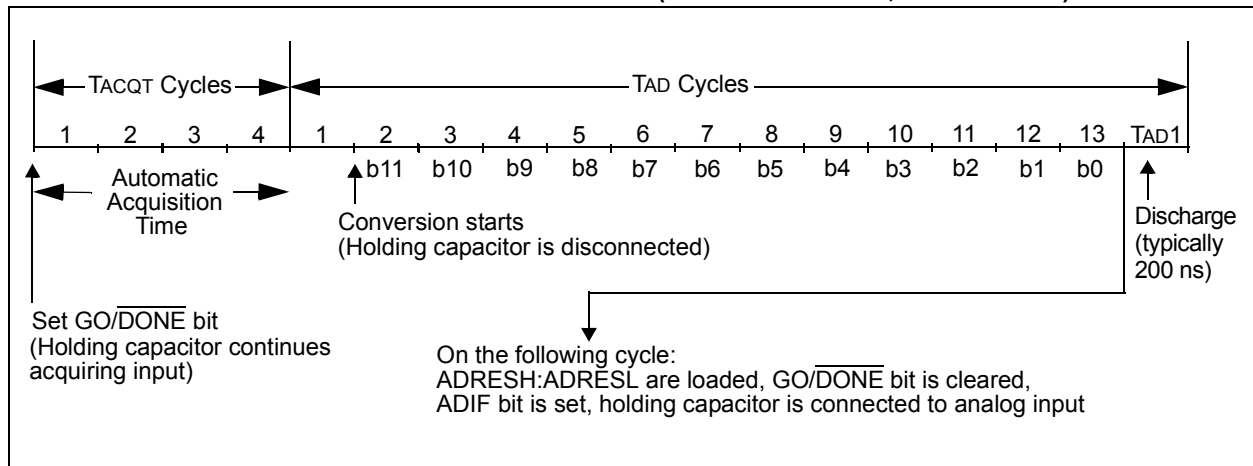 TACQT Cycles
TAD Cycles
1 2 3 4 1 2 3 4 5 6 7 8 9 10 11 12 13 TAD1
b11 b10 b9 b8 b7 b6 b5 b4 b3 b2 b1 b0
Automatic
Acquisition
Time
Conversion starts
(Holding capacitor is disconnected)
Discharge
(typically
200 ns)
Set GO/DONE bit
(Holding capacitor continues
acquiring input)
On the following cycle:
ADRESH:ADRESL are loaded, GO/DONE bit is cleared,
ADIF bit is set, holding capacitor is connected to analog input